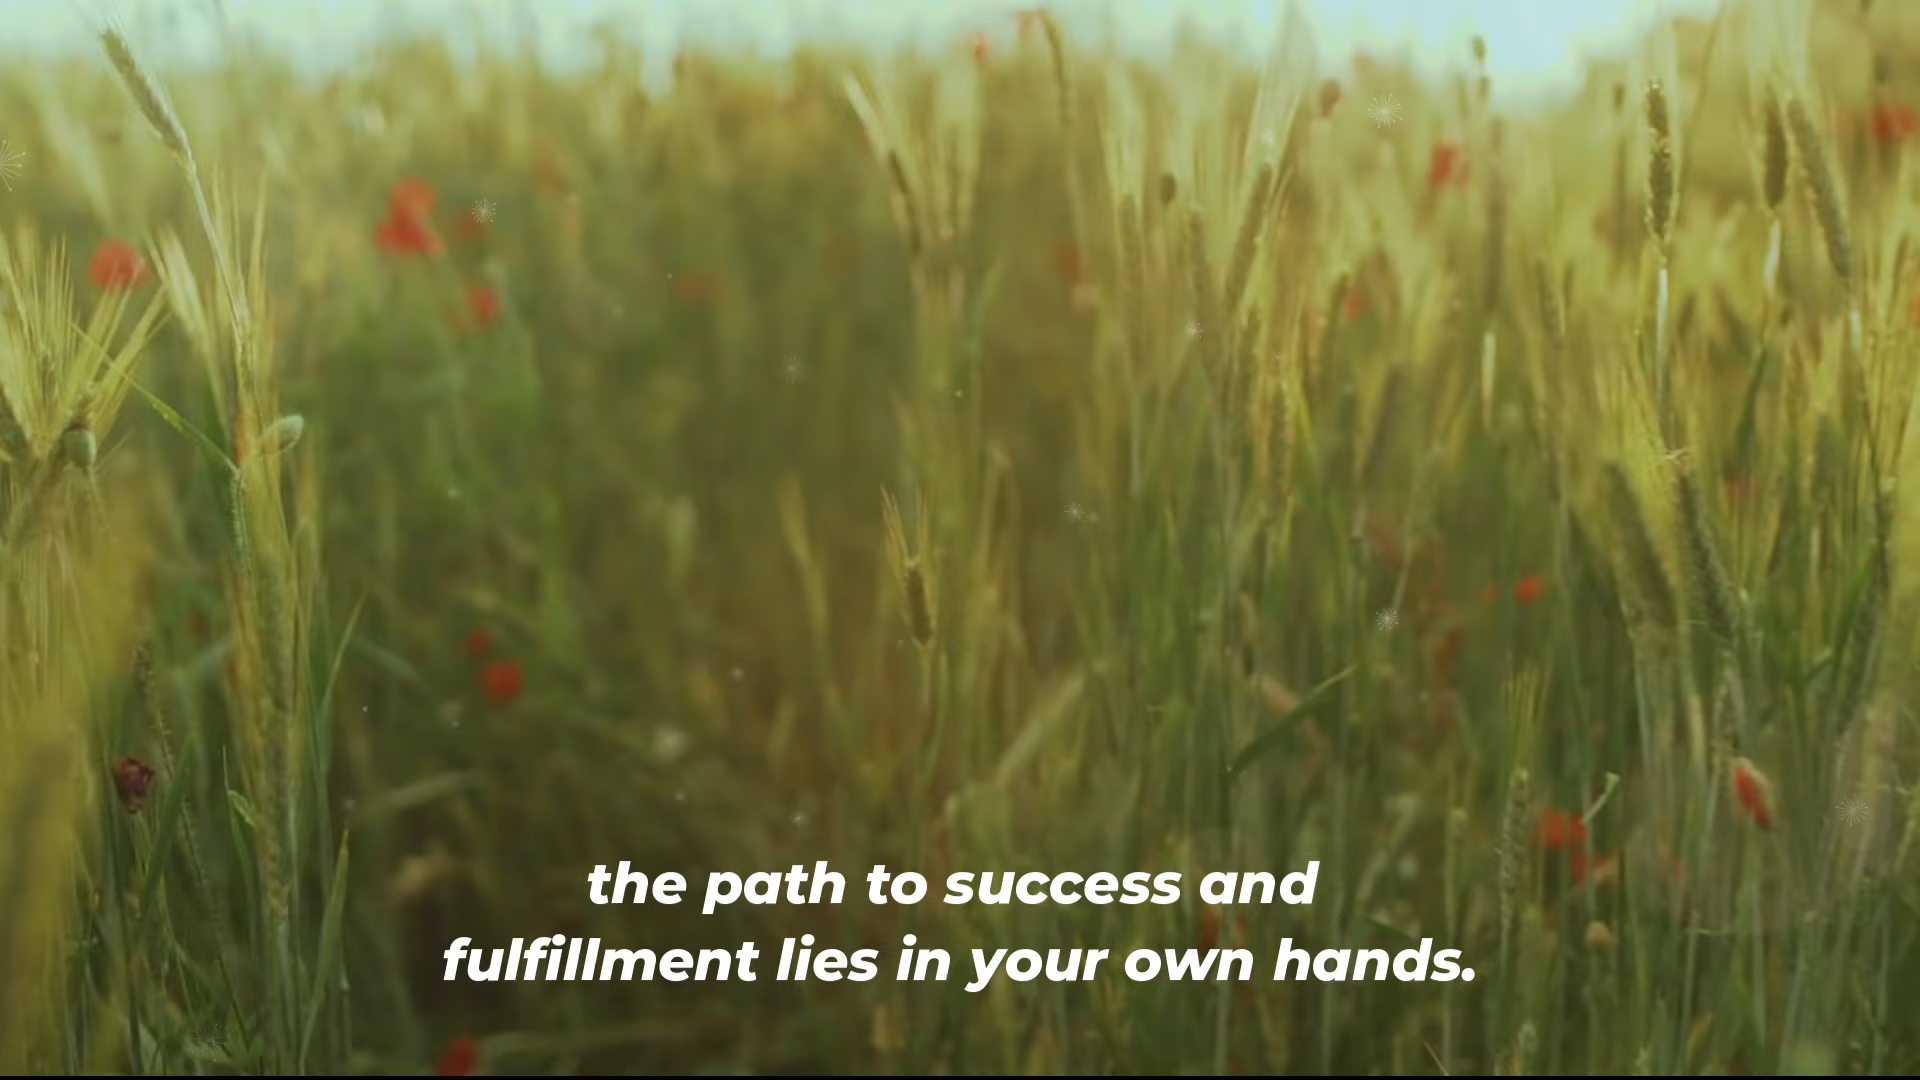 the path to success and
fulfillment lies in your own hands.